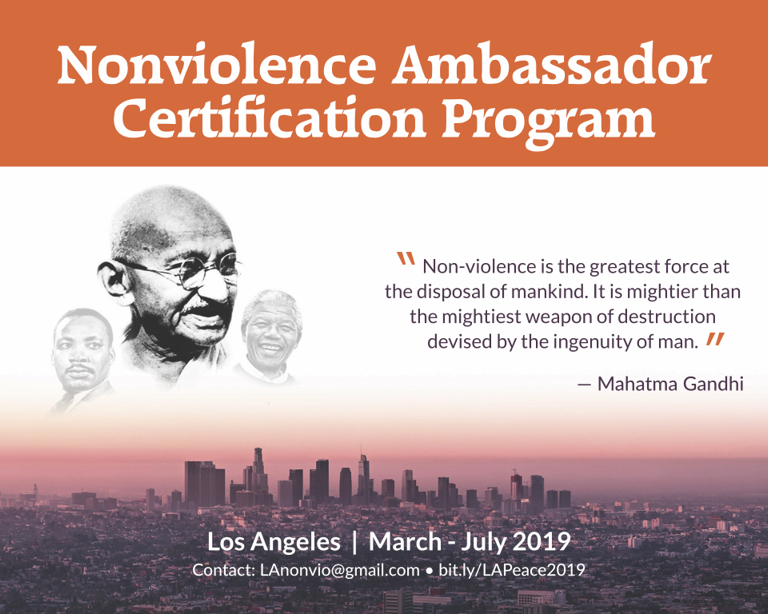 Nonviolence Ambassador
Certification Program
“ Non-violence is the greatest force at
the disposal of mankind. It is mightier than
the mightiest weapon of destruction
devised by the ingenuity of man. ”
— Mahatma Gandhi
Los Angeles | March - July 2019
Contact: LAnonvio@gmail.com • bit.ly/LAPeace2019